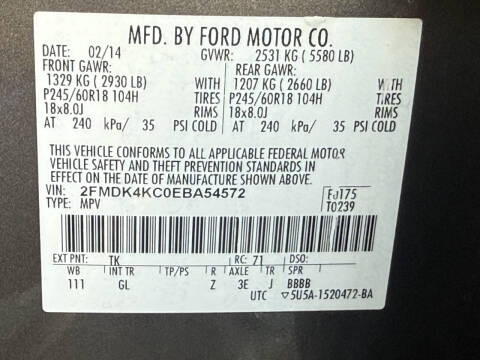 MFD. BY FORD MOTOR CO.
DATE: 02/14 GVWR: 2531 KG ( 5580 LB)
FRONT GAWR: REAR GAWR:
1329 KG ( 2930 LB) WITH 1207 KG ( 2660 LB) WITH
P245/60R18 104H TIRES P245/60R18 104H TIRES
18x8.0J RIMS 18x8.0J RIMS
AT 240 kPa/ 35 PSI COLD AT 240 kPa/ 35 PSI COLD
THIS VEHICLE CONFORMS TO ALL APPLICABLE FEDERAL MOTOR
VEHICLE SAFETY AND THEFT PREVENTION STANDARDS IN
EFFECT ON THE DATE OF MANUFACTURE SHOWN ABOVE.
VIN: 2FMDK4KC0EBA54572 FJ175
TYPE: MPV T0239
EXT PNT: TK RC: 71 DSO:
WB INT TR TP/PS R AXLE TR SPR
111 GL Z 3E J BBBB
UTC ▽5U5A-1520472-BA